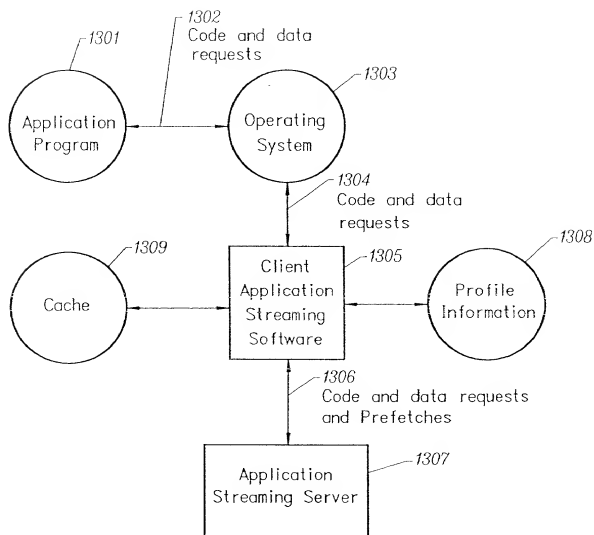 1302
Code and data
requests
1301
1303
Application
Program
Operating
System
1304
Code and data
requests
1309
1305
1308
Cache
Client
Application
Streaming
Software
Profile
Information
1306
Code and data requests
and Prefetches
1307
Application
Streaming Server